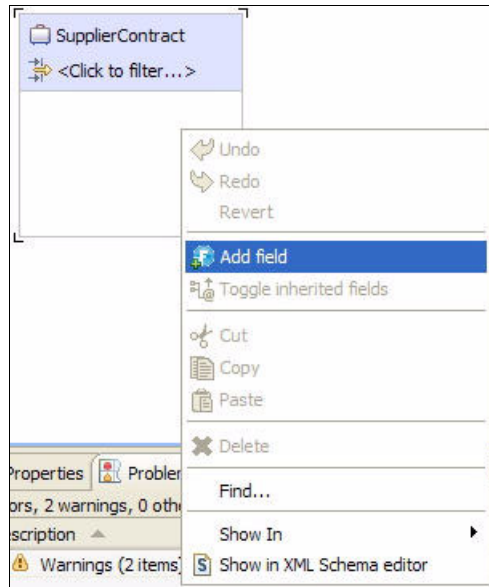 SupplierContract
<Click to filter...>
Undo
Redo
Revert
Add field
Toggle inherited fields
Cut
Copy
Paste
Delete
Find...
Show In
Show in XML Schema editor
Properties Probler
ors, 2 warnings, 0 oth
scription
Warnings (2 items)